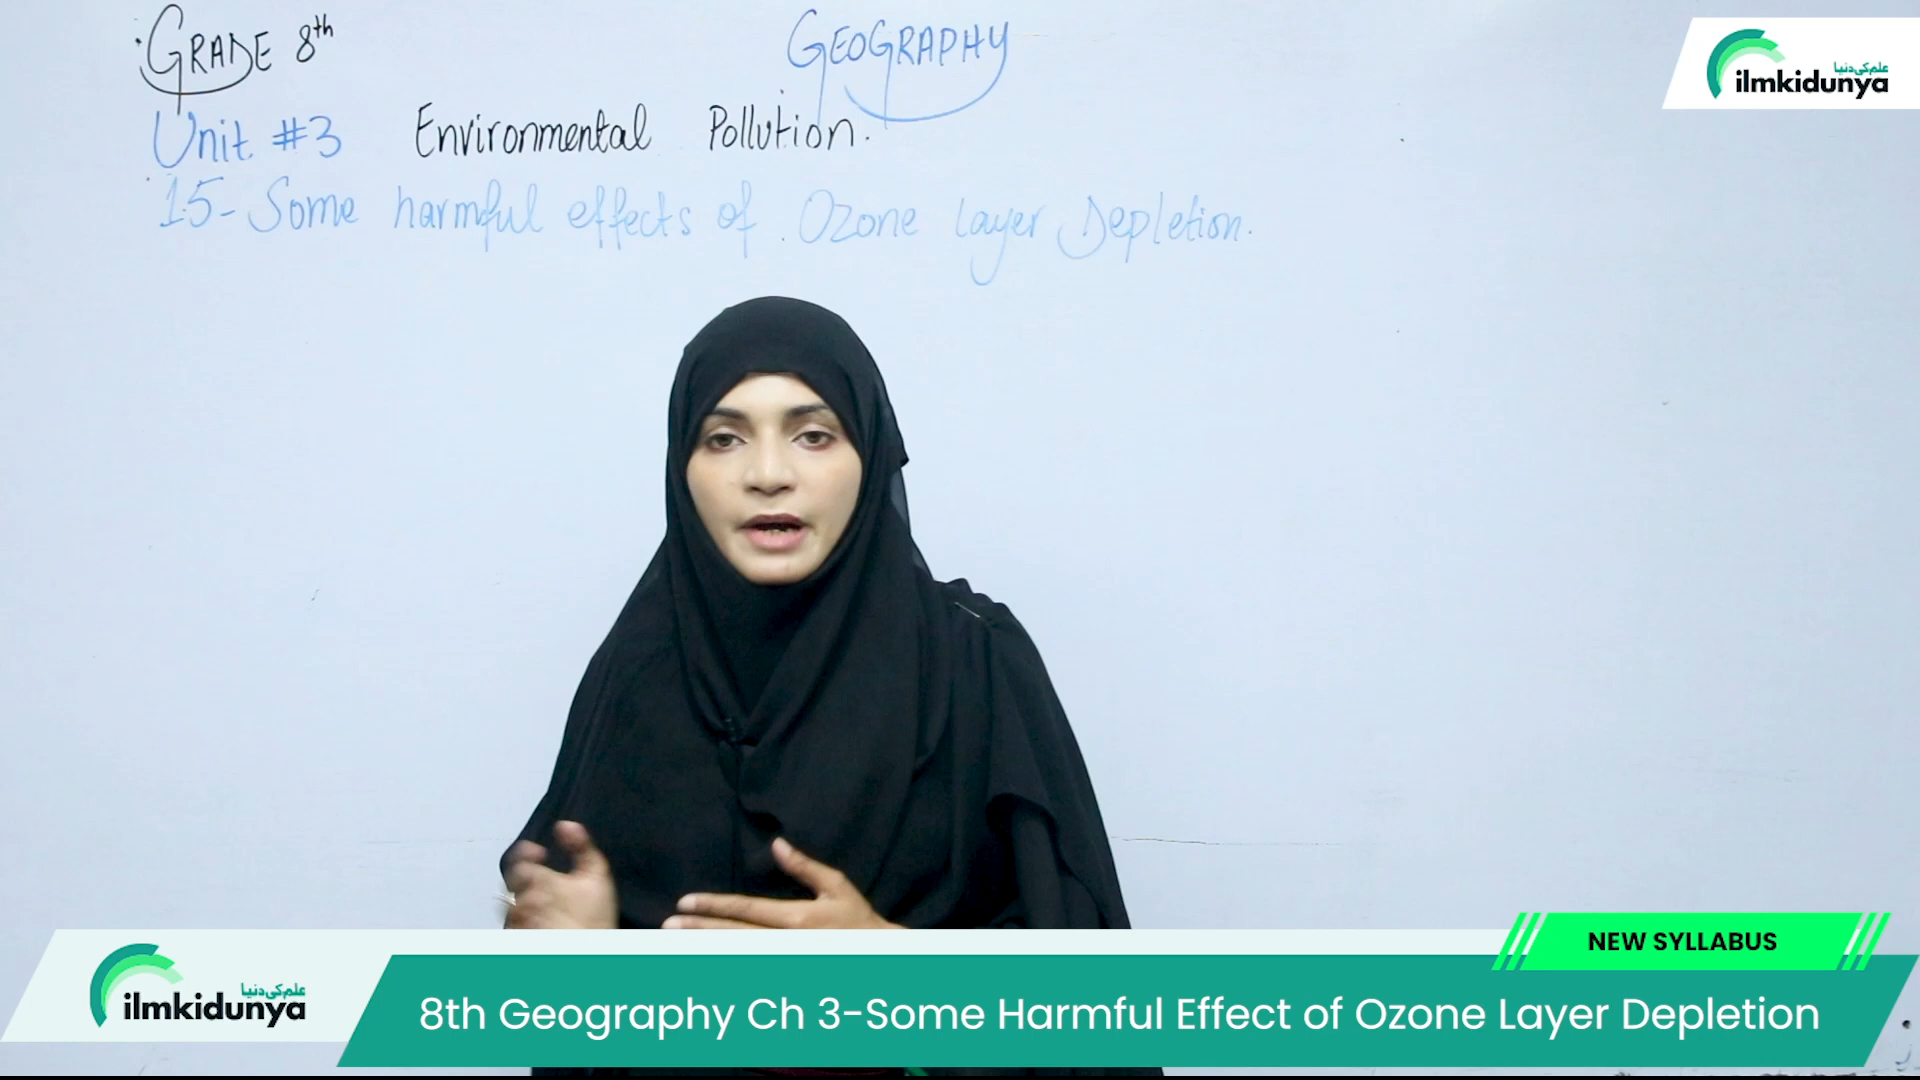 GRADE 8th
GEOGRAPHY
علم کی دنیا
ilmkidunya
Unit #3 Environmental Pollution.
15- Some harmful effects of Ozone Layer Depletion.
NEW SYLLABUS
علم کی دنیا
ilmkidunya
8th Geography Ch 3-Some Harmful Effect of Ozone Layer Depletion